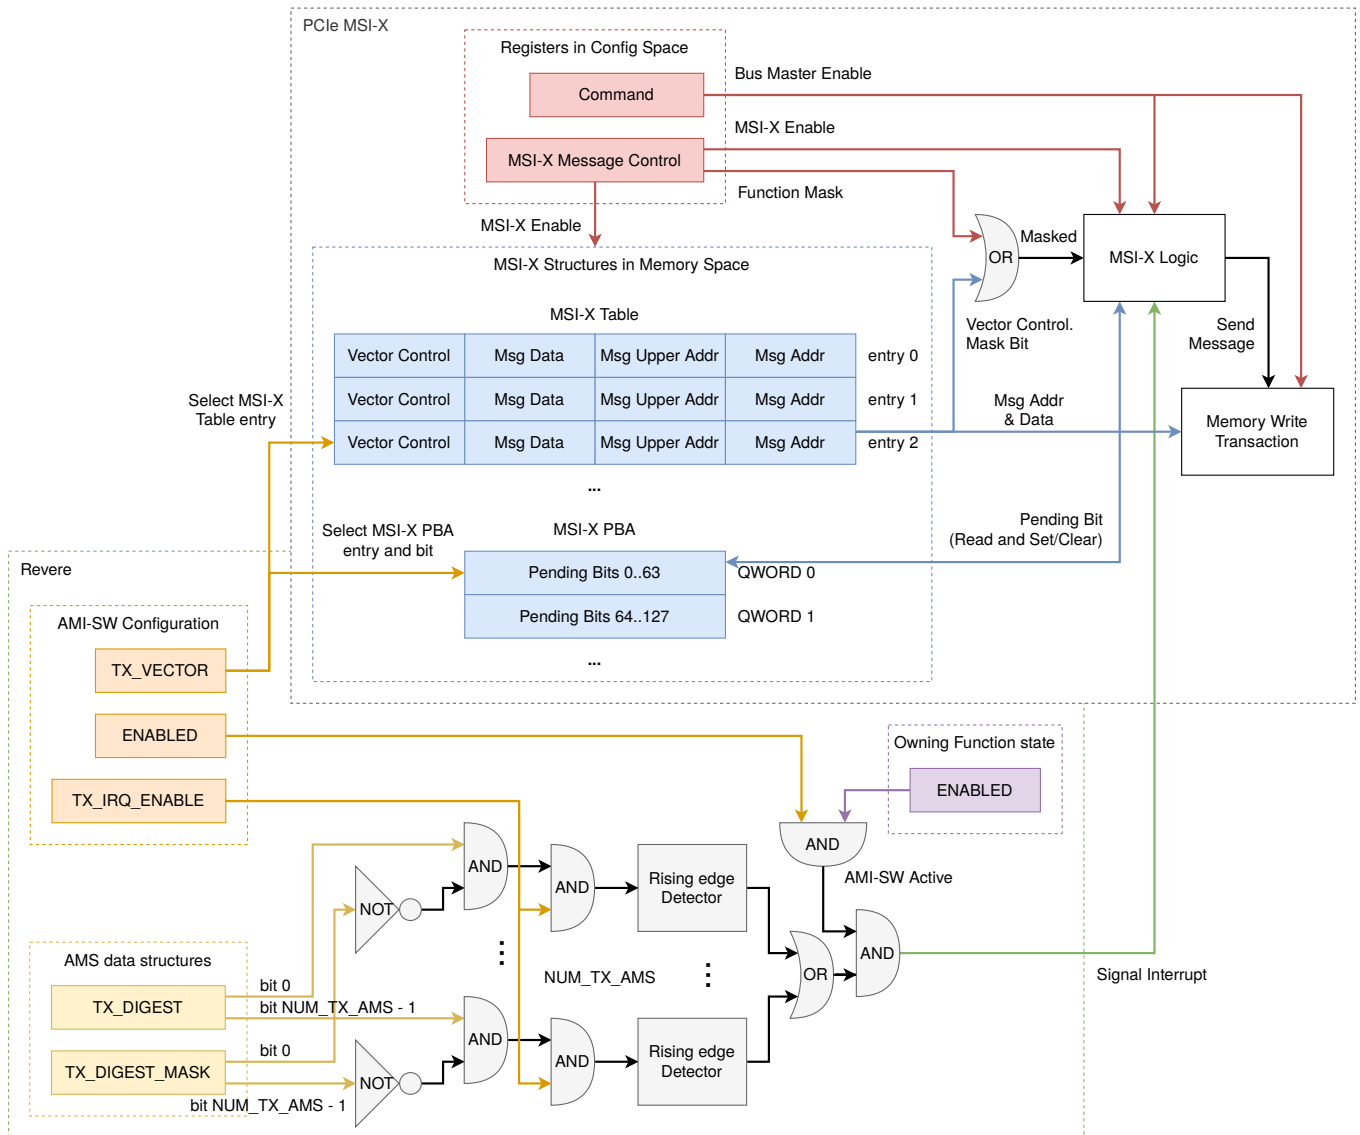 PCIe MSI-X
Registers in Config Space
Command
Bus Master Enable
MSI-X Enable
MSI-X Message Control
Function Mask
MSI-X Enable
MSI-X Structures in Memory Space
OR
Masked
MSI-X Logic
MSI-X Table
Vector Control
Msg Data
Msg Upper Addr
Msg Addr
entry 0
Vector Control
Msg Data
Msg Upper Addr
Msg Addr
entry 1
Vector Control
Msg Data
Msg Upper Addr
Msg Addr
entry 2
...
Vector Control.
Mask Bit
Send
Message
Select MSI-X
Table entry
Msg Addr
& Data
Memory Write
Transaction
Select MSI-X PBA
entry and bit
MSI-X PBA
Pending Bit
(Read and Set/Clear)
Pending Bits 0..63
QWORD 0
Pending Bits 64..127
QWORD 1
...
Revere
AMI-SW Configuration
TX_VECTOR
ENABLED
TX_IRQ_ENABLE
Owning Function state
ENABLED
AND
AMI-SW Active
AND
NOT
AND
Rising edge
Detector
...
NUM_TX_AMS
...
OR
AND
Signal Interrupt
AMS data structures
TX_DIGEST
bit 0
bit NUM_TX_AMS - 1
TX_DIGEST_MASK
bit 0
bit NUM_TX_AMS - 1
NOT
AND
AND
Rising edge
Detector